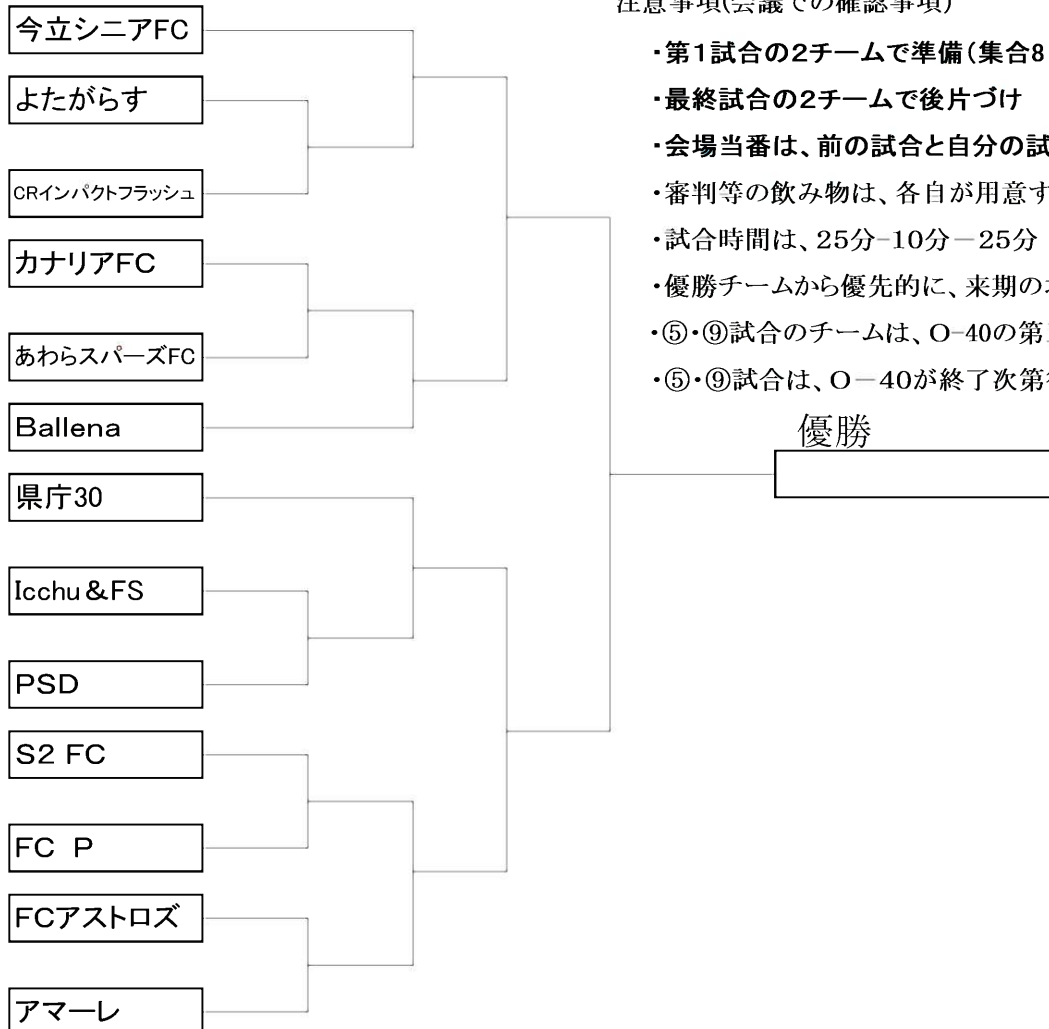 今立シニアFC
よたがらす
CRインパクトフラッシュ
カナリアFC
あわらスパーズFC
Ballena
県庁30
Icchu&FS
PSD
S2 FC
FC P
FCアストロズ
アマーレ
注意事項(会議での確認事項)
・第1試合の2チームで準備(集合8
・最終試合の2チームで後片づけ
・会場当番は、前の試合と自分の試
・審判等の飲み物は、各自が用意す
・試合時間は、25分-10分-25分
・優勝チームから優先的に、来期の
・⑤・⑨試合のチームは、O-40の第
・⑤・⑨試合は、O-40が終了次第
優勝